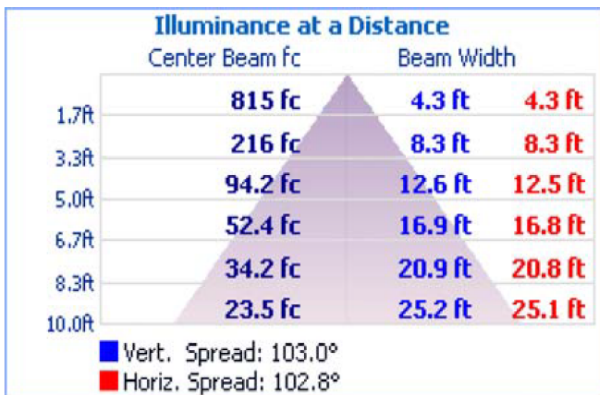 Illuminance at a Distance
Center Beam fc Beam Width
1.7ft 815 fc 4.3 ft 4.3 ft
3.3ft 216 fc 8.3 ft 8.3 ft
5.0ft 94.2 fc 12.6 ft 12.5 ft
6.7ft 52.4 fc 16.9 ft 16.8 ft
8.3ft 34.2 fc 20.9 ft 20.8 ft
10.0ft 23.5 fc 25.2 ft 25.1 ft
Vert. Spread: 103.0°
Horiz. Spread: 102.8°